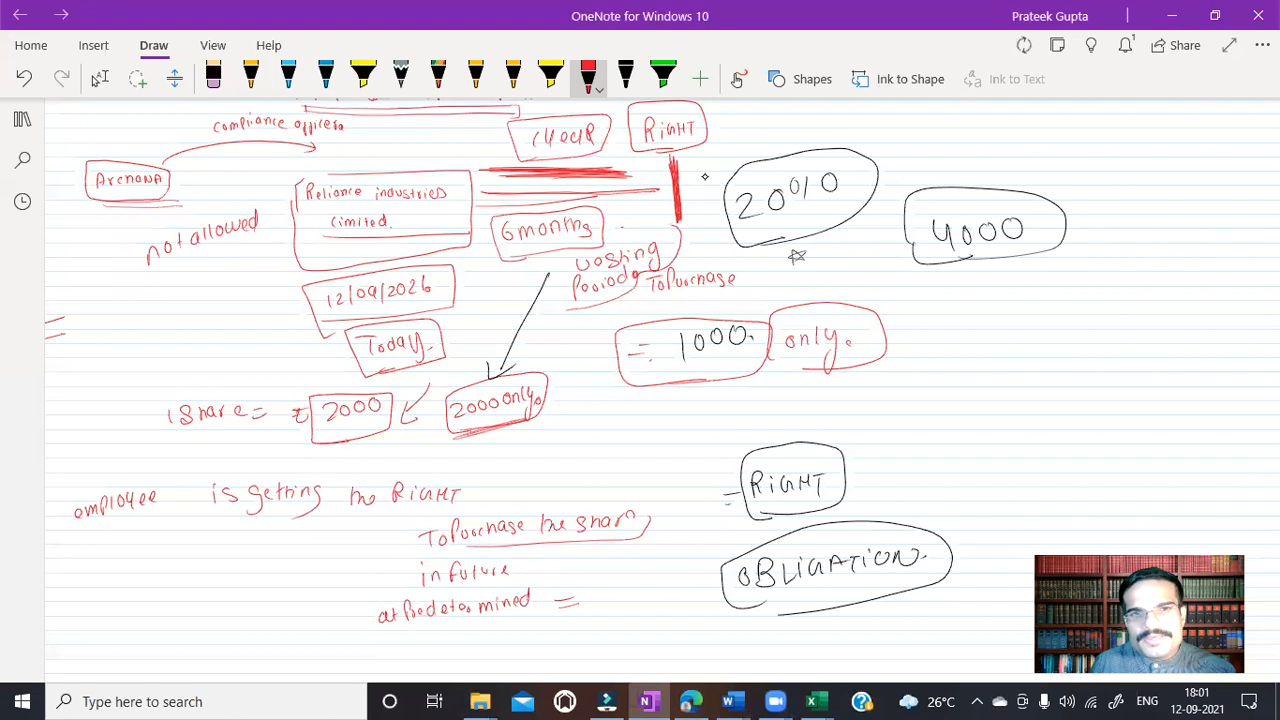 OneNote for Windows 10
Prateek Gupta
Home
Insert
Draw
View
Help
Share
Shapes
Ink to Shape
Ink to Text
compliance officer
1 year
RIGHT
Archana
Reliance industries
Limited.
not allowed
6 months
2000
4000
vesting
Period
To Purchase
12/09/2026
Today
= 1000.
only.
1 Share =
2000
2000 only.
employee is getting the RIGHT
To Purchase the share
in future
at Predetermined =
= RIGHT
OBLIGATION.
Type here to search
26°C
ENG
18:01
12-09-2021